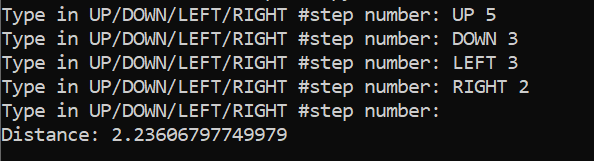 Type in UP/DOWN/LEFT/RIGHT #step number: UP 5
Type in UP/DOWN/LEFT/RIGHT #step number: DOWN 3
Type in UP/DOWN/LEFT/RIGHT #step number: LEFT 3
Type in UP/DOWN/LEFT/RIGHT #step number: RIGHT 2
Type in UP/DOWN/LEFT/RIGHT #step number:
Distance: 2.23606797749979